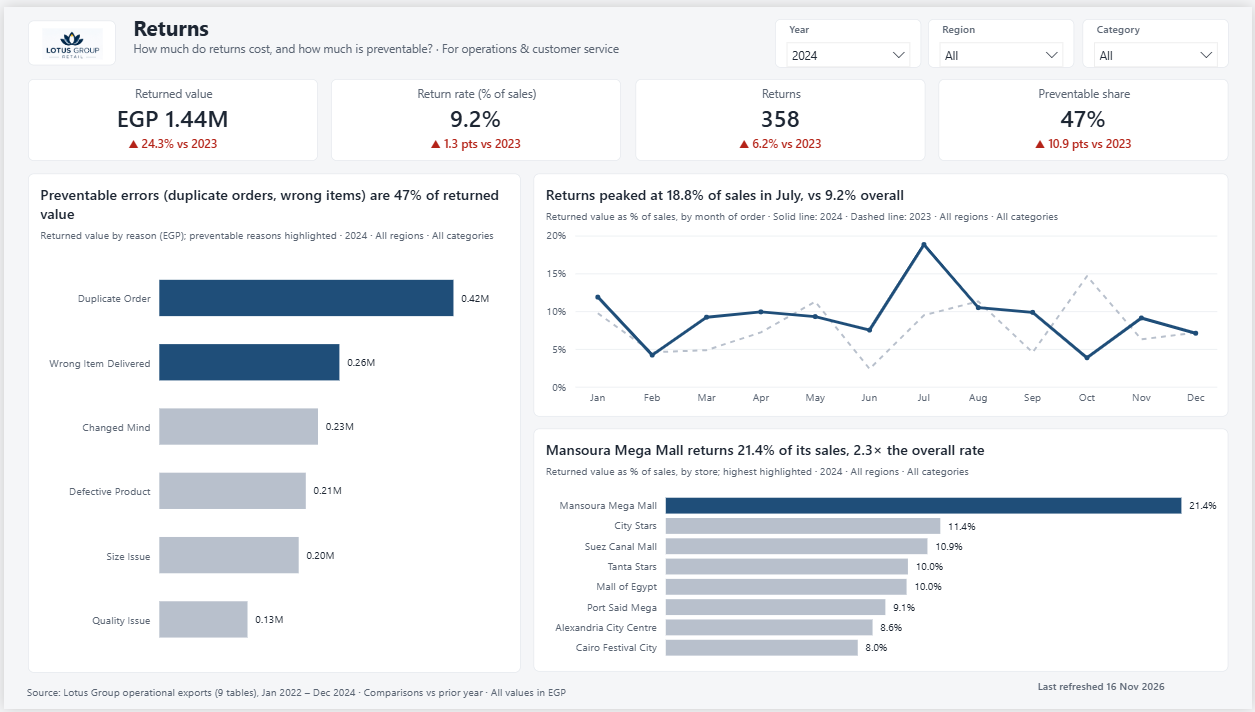 LOTUS GROUP
RETAIL
Returns
How much do returns cost, and how much is preventable? · For operations & customer service
Year
2024
Region
All
Category
All
Returned value
EGP 1.44M
▲ 24.3% vs 2023
Return rate (% of sales)
9.2%
▲ 1.3 pts vs 2023
Returns
358
▲ 6.2% vs 2023
Preventable share
47%
▲ 10.9 pts vs 2023
Preventable errors (duplicate orders, wrong items) are 47% of returned
value
Returned value by reason (EGP); preventable reasons highlighted · 2024 · All regions · All categories
Duplicate Order 0.42M
Wrong Item Delivered 0.26M
Changed Mind 0.23M
Defective Product 0.21M
Size Issue 0.20M
Quality Issue 0.13M
Returns peaked at 18.8% of sales in July, vs 9.2% overall
Returned value as % of sales, by month of order · Solid line: 2024 · Dashed line: 2023 · All regions · All categories
20%
15%
10%
5%
0%
Jan Feb Mar Apr May Jun Jul Aug Sep Oct Nov Dec
Mansoura Mega Mall returns 21.4% of its sales, 2.3× the overall rate
Returned value as % of sales, by store; highest highlighted · 2024 · All regions · All categories
Mansoura Mega Mall 21.4%
City Stars 11.4%
Suez Canal Mall 10.9%
Tanta Stars 10.0%
Mall of Egypt 10.0%
Port Said Mega 9.1%
Alexandria City Centre 8.6%
Cairo Festival City 8.0%
Source: Lotus Group operational exports (9 tables), Jan 2022 – Dec 2024 · Comparisons vs prior year · All values in EGP
Last refreshed 16 Nov 2026